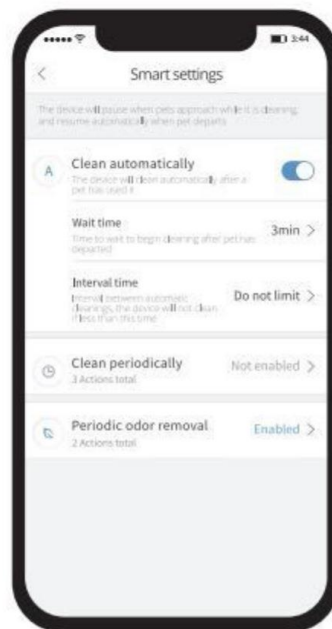 3:44
Smart settings
The device will pause when pets approach while it is cleaning
and resume automatically when pet departs
A
Clean automatically
The device will clean automatically after a
pet has used it
Wait time
3min >
Time to wait to begin cleaning after pet has
departed
Interval time
Do not limit >
Interval between automatic
cleanings, the device will not clean
if less than this time
Clean periodically
Not enabled >
3 Actions total
Periodic odor removal
Enabled >
2 Actions total